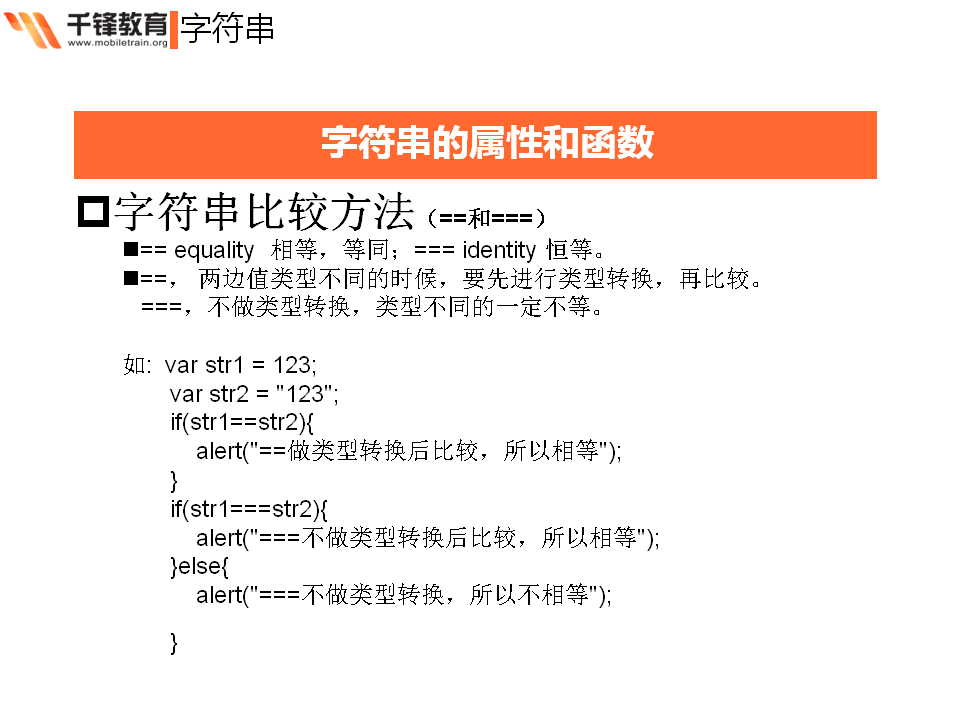 千锋教育
www.mobiletrain.org
字符串
字符串的属性和函数
字符串比较方法（==和===）
== equality 相等，等同；=== identity 恒等。
==， 两边值类型不同的时候，要先进行类型转换，再比较。
===，不做类型转换，类型不同的一定不等。
如: var str1 = 123;
var str2 = "123";
if(str1==str2){
alert("==做类型转换后比较，所以相等");
}
if(str1===str2){
alert("===不做类型转换后比较，所以相等");
}else{
alert("===不做类型转换，所以不相等");
}